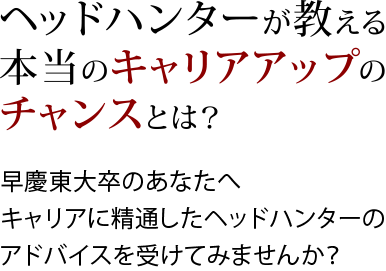 ヘッドハンターが教える
本当のキャリアアップの
チャンスとは？
早慶東大卒のあなたへ
キャリアに精通したヘッドハンターの
アドバイスを受けてみませんか？